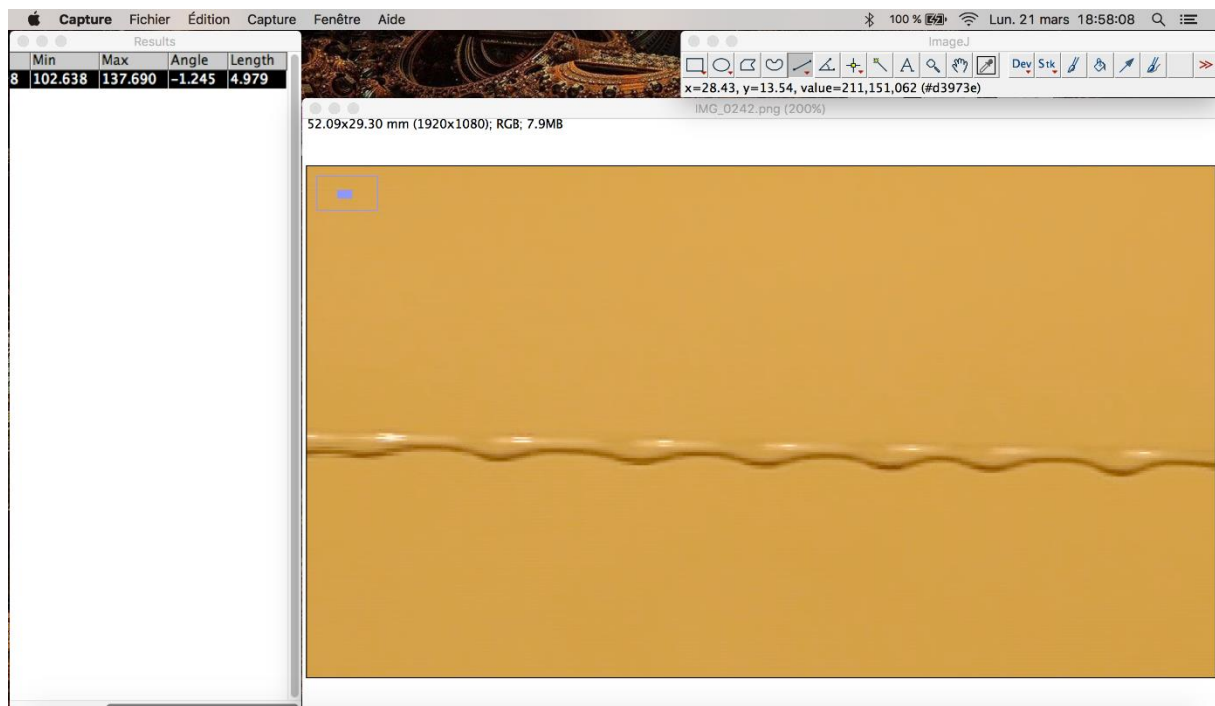 Capture Fichier Édition Capture Fenêtre Aide 100 % Lun. 21 mars 18:58:08
Results
Min Max Angle Length
8 102.638 137.690 −1.245 4.979
ImageJ
A Dev Stk >>
x=28.43, y=13.54, value=211,151,062 (#d3973e)
IMG_0242.png (200%)
52.09x29.30 mm (1920x1080); RGB; 7.9MB